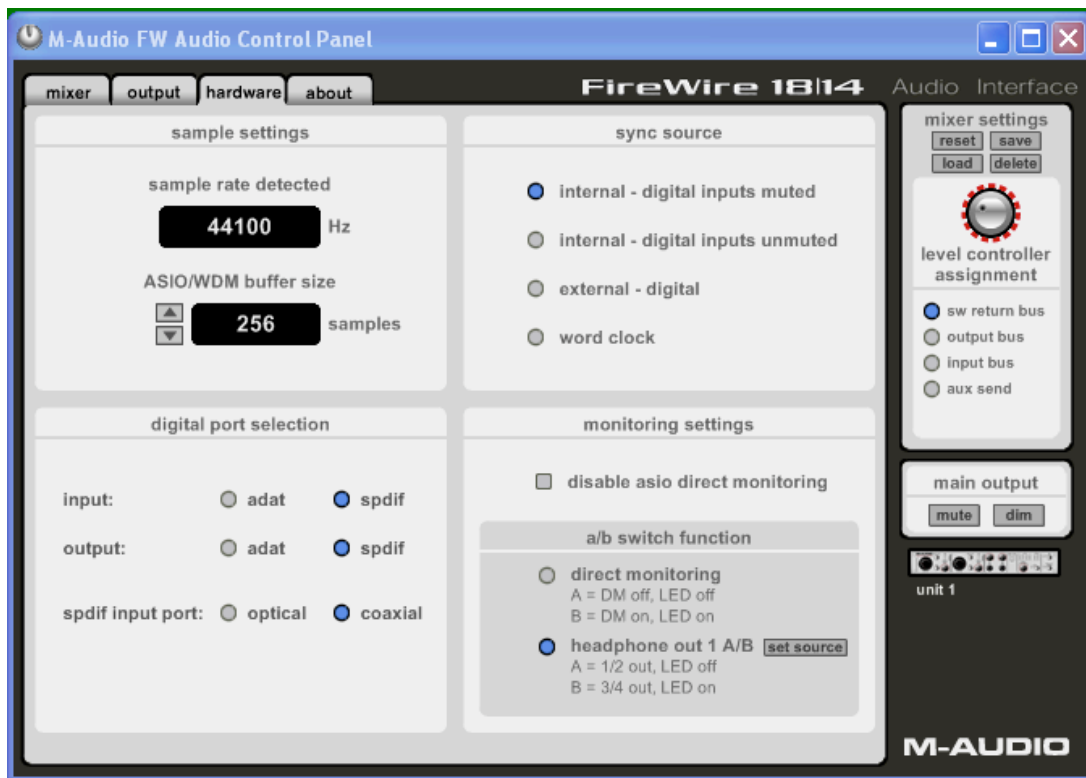 M-Audio FW Audio Control Panel
mixer output hardware about
FireWire 18|14 Audio Interface
sample settings
sample rate detected
44100 Hz
ASIO/WDM buffer size
256 samples
sync source
internal - digital inputs muted
internal - digital inputs unmuted
external - digital
word clock
digital port selection
input: adat spdif
output: adat spdif
spdif input port: optical coaxial
monitoring settings
disable asio direct monitoring
a/b switch function
direct monitoring
A = DM off, LED off
B = DM on, LED on
headphone out 1 A/B set source
A = 1/2 out, LED off
B = 3/4 out, LED on
mixer settings
reset save
load delete
level controller
assignment
sw return bus
output bus
input bus
aux send
main output
mute dim
unit 1
M-AUDIO